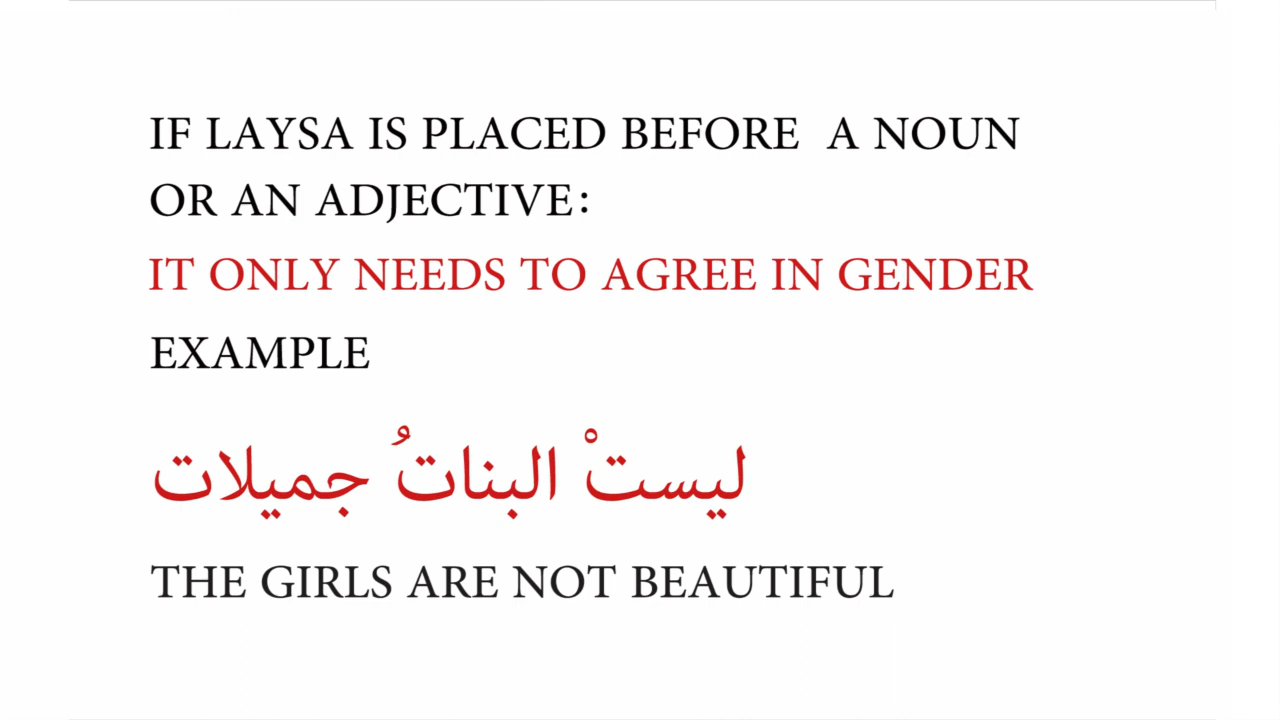 IF LAYSA IS PLACED BEFORE A NOUN
OR AN ADJECTIVE:
IT ONLY NEEDS TO AGREE IN GENDER
EXAMPLE
ليستْ البناتُ جميلات
THE GIRLS ARE NOT BEAUTIFUL